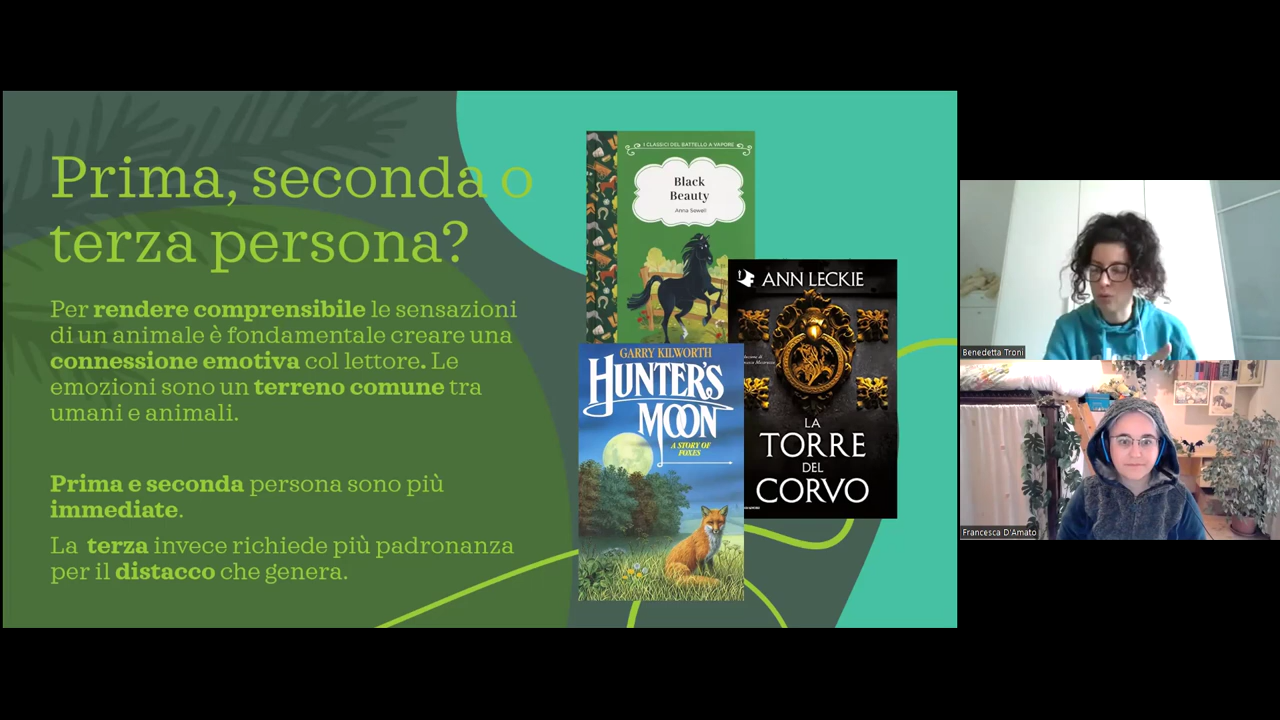 Prima, seconda o
terza persona?
Per rendere comprensibile le sensazioni
di un animale è fondamentale creare una
connessione emotiva col lettore. Le
emozioni sono un terreno comune tra
umani e animali.
Prima e seconda persona sono più
immediate.
La terza invece richiede più padronanza
per il distacco che genera.
I CLASSICI DEL BATTELLO A VAPORE
Black
Beauty
Anna Sewell
ANN LECKIE
LA
TORRE
DEL
CORVO
GARRY KILWORTH
HUNTER'S
MOON
A STORY OF
FOXES
Benedetta Troni
Francesca D'Amato